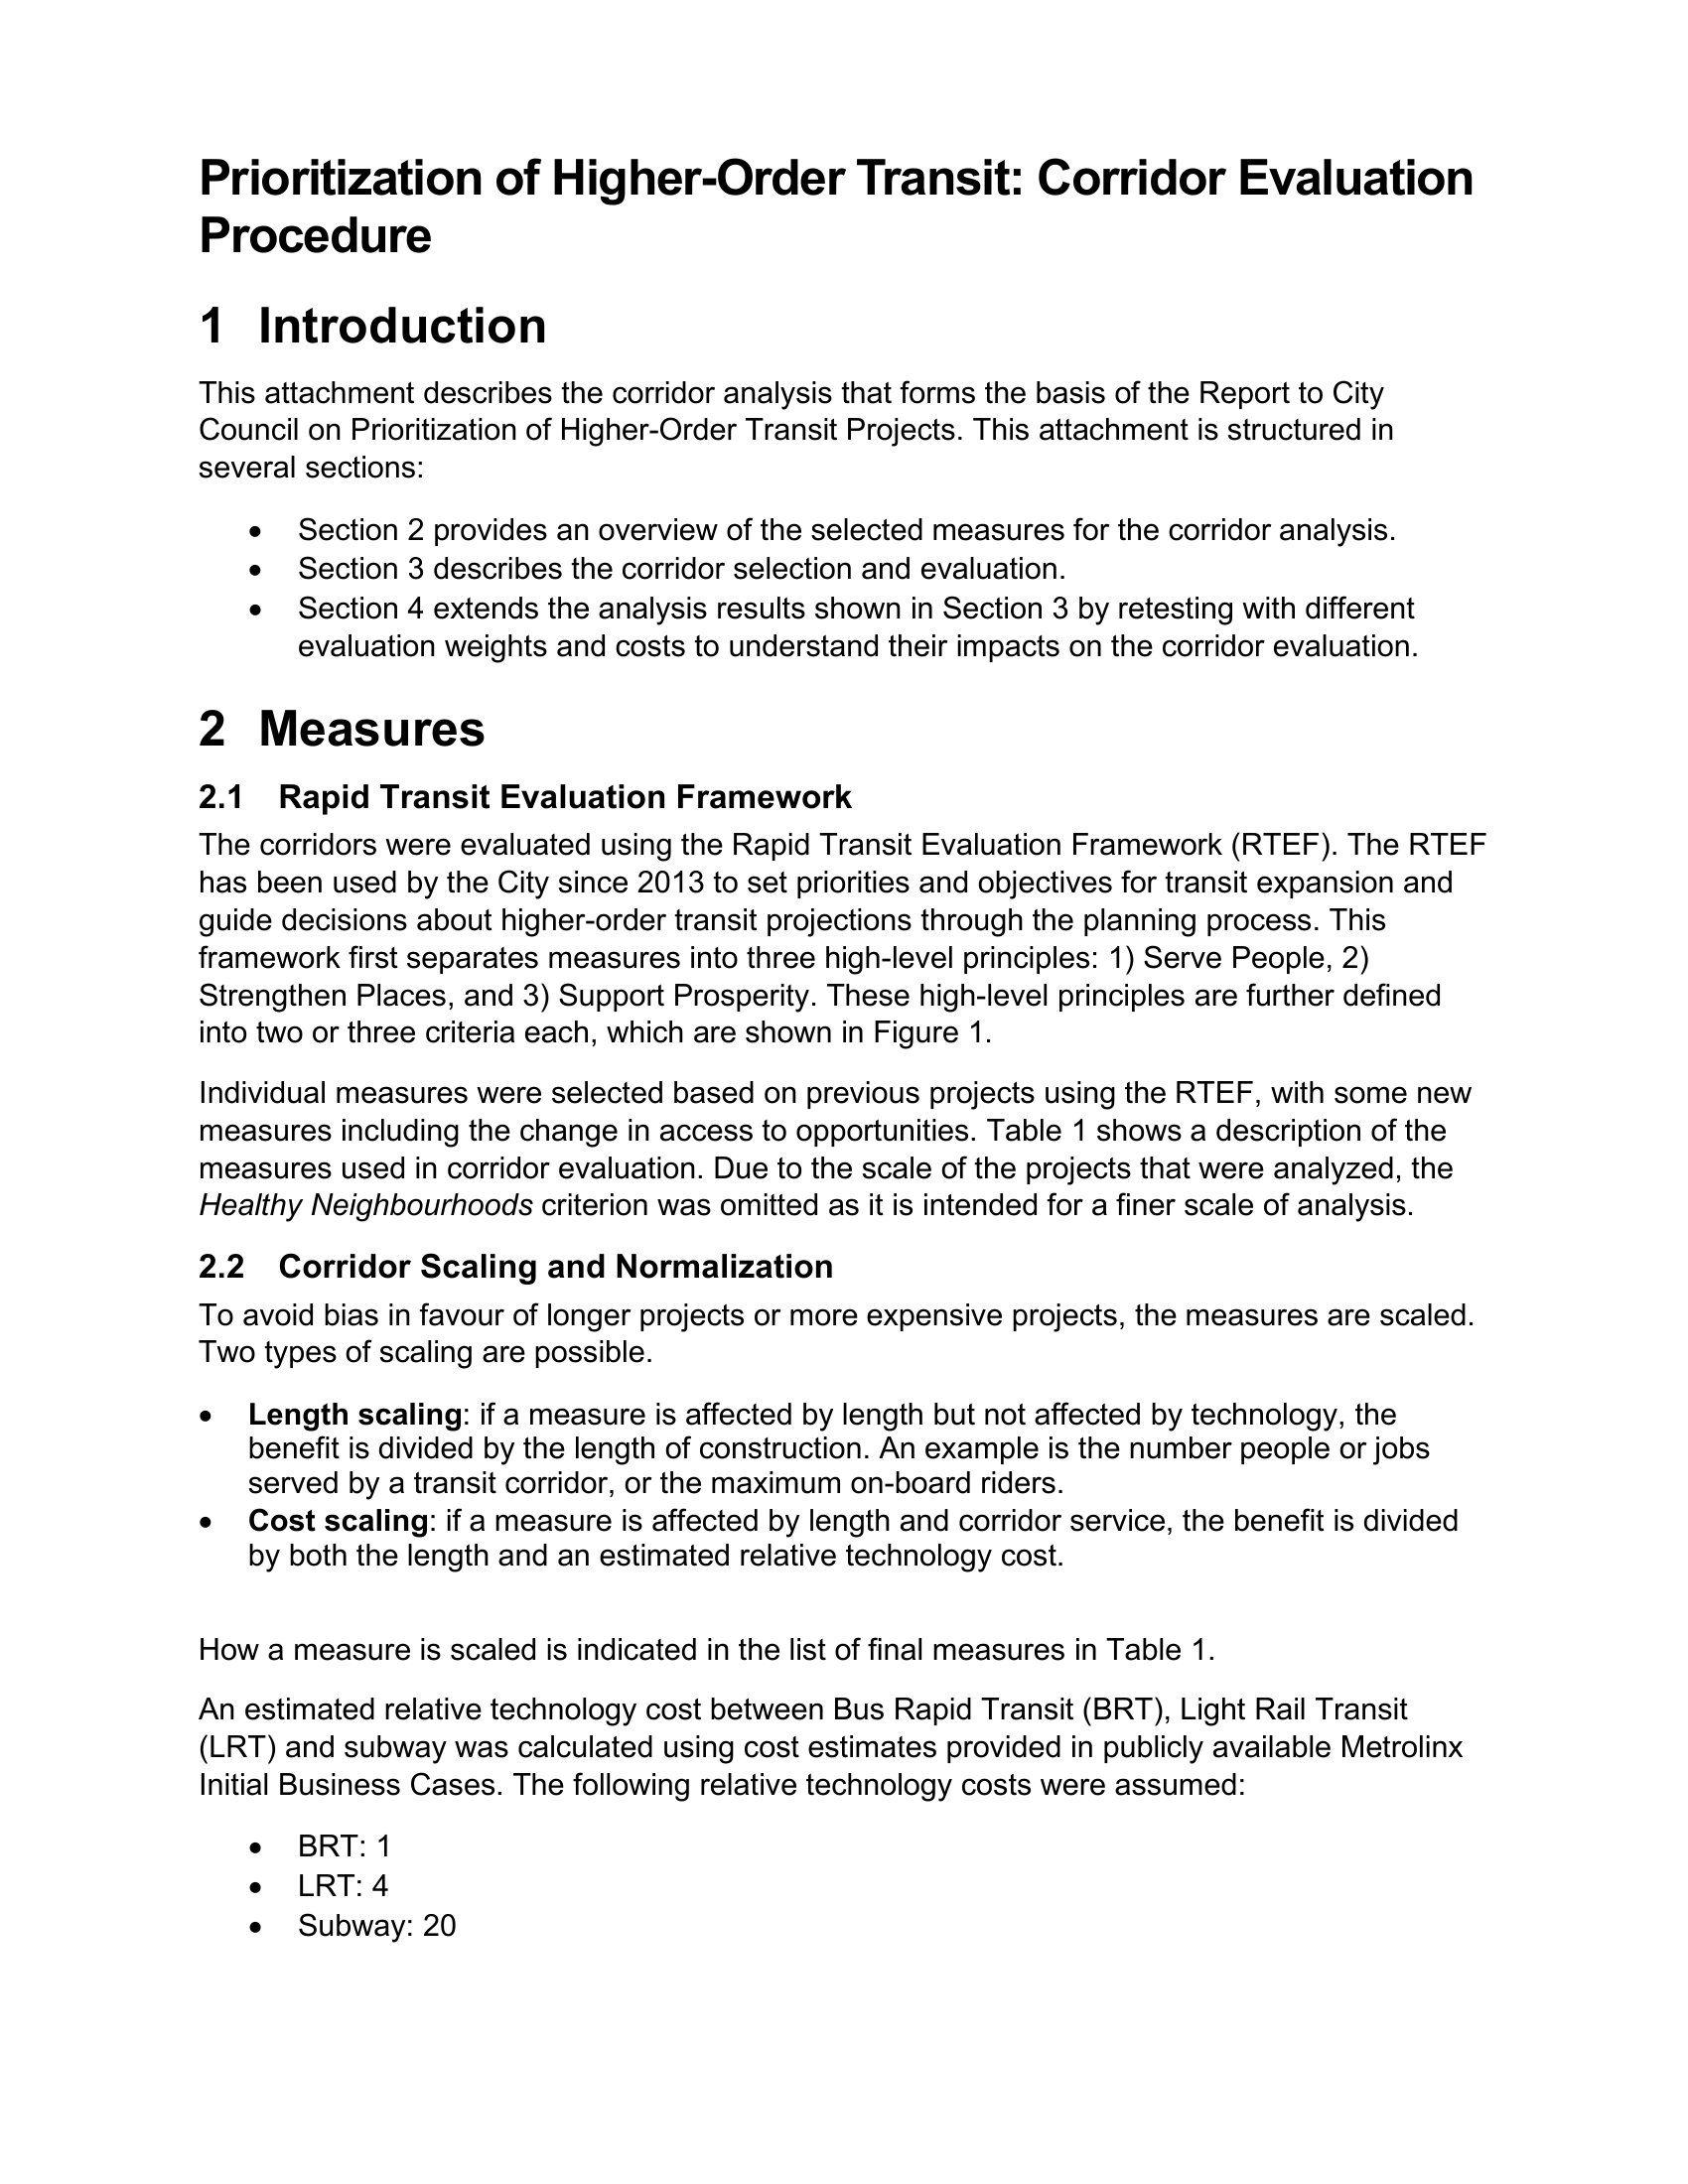 Prioritization of Higher-Order Transit: Corridor Evaluation
Procedure
1 Introduction
This attachment describes the corridor analysis that forms the basis of the Report to City
Council on Prioritization of Higher-Order Transit Projects. This attachment is structured in
several sections:
• Section 2 provides an overview of the selected measures for the corridor analysis.
• Section 3 describes the corridor selection and evaluation.
• Section 4 extends the analysis results shown in Section 3 by retesting with different
evaluation weights and costs to understand their impacts on the corridor evaluation.
2 Measures
2.1 Rapid Transit Evaluation Framework
The corridors were evaluated using the Rapid Transit Evaluation Framework (RTEF). The RTEF
has been used by the City since 2013 to set priorities and objectives for transit expansion and
guide decisions about higher-order transit projections through the planning process. This
framework first separates measures into three high-level principles: 1) Serve People, 2)
Strengthen Places, and 3) Support Prosperity. These high-level principles are further defined
into two or three criteria each, which are shown in Figure 1.
Individual measures were selected based on previous projects using the RTEF, with some new
measures including the change in access to opportunities. Table 1 shows a description of the
measures used in corridor evaluation. Due to the scale of the projects that were analyzed, the
Healthy Neighbourhoods criterion was omitted as it is intended for a finer scale of analysis.
2.2 Corridor Scaling and Normalization
To avoid bias in favour of longer projects or more expensive projects, the measures are scaled.
Two types of scaling are possible.
• Length scaling: if a measure is affected by length but not affected by technology, the
benefit is divided by the length of construction. An example is the number people or jobs
served by a transit corridor, or the maximum on-board riders.
• Cost scaling: if a measure is affected by length and corridor service, the benefit is divided
by both the length and an estimated relative technology cost.
How a measure is scaled is indicated in the list of final measures in Table 1.
An estimated relative technology cost between Bus Rapid Transit (BRT), Light Rail Transit
(LRT) and subway was calculated using cost estimates provided in publicly available Metrolinx
Initial Business Cases. The following relative technology costs were assumed:
• BRT: 1
• LRT: 4
• Subway: 20